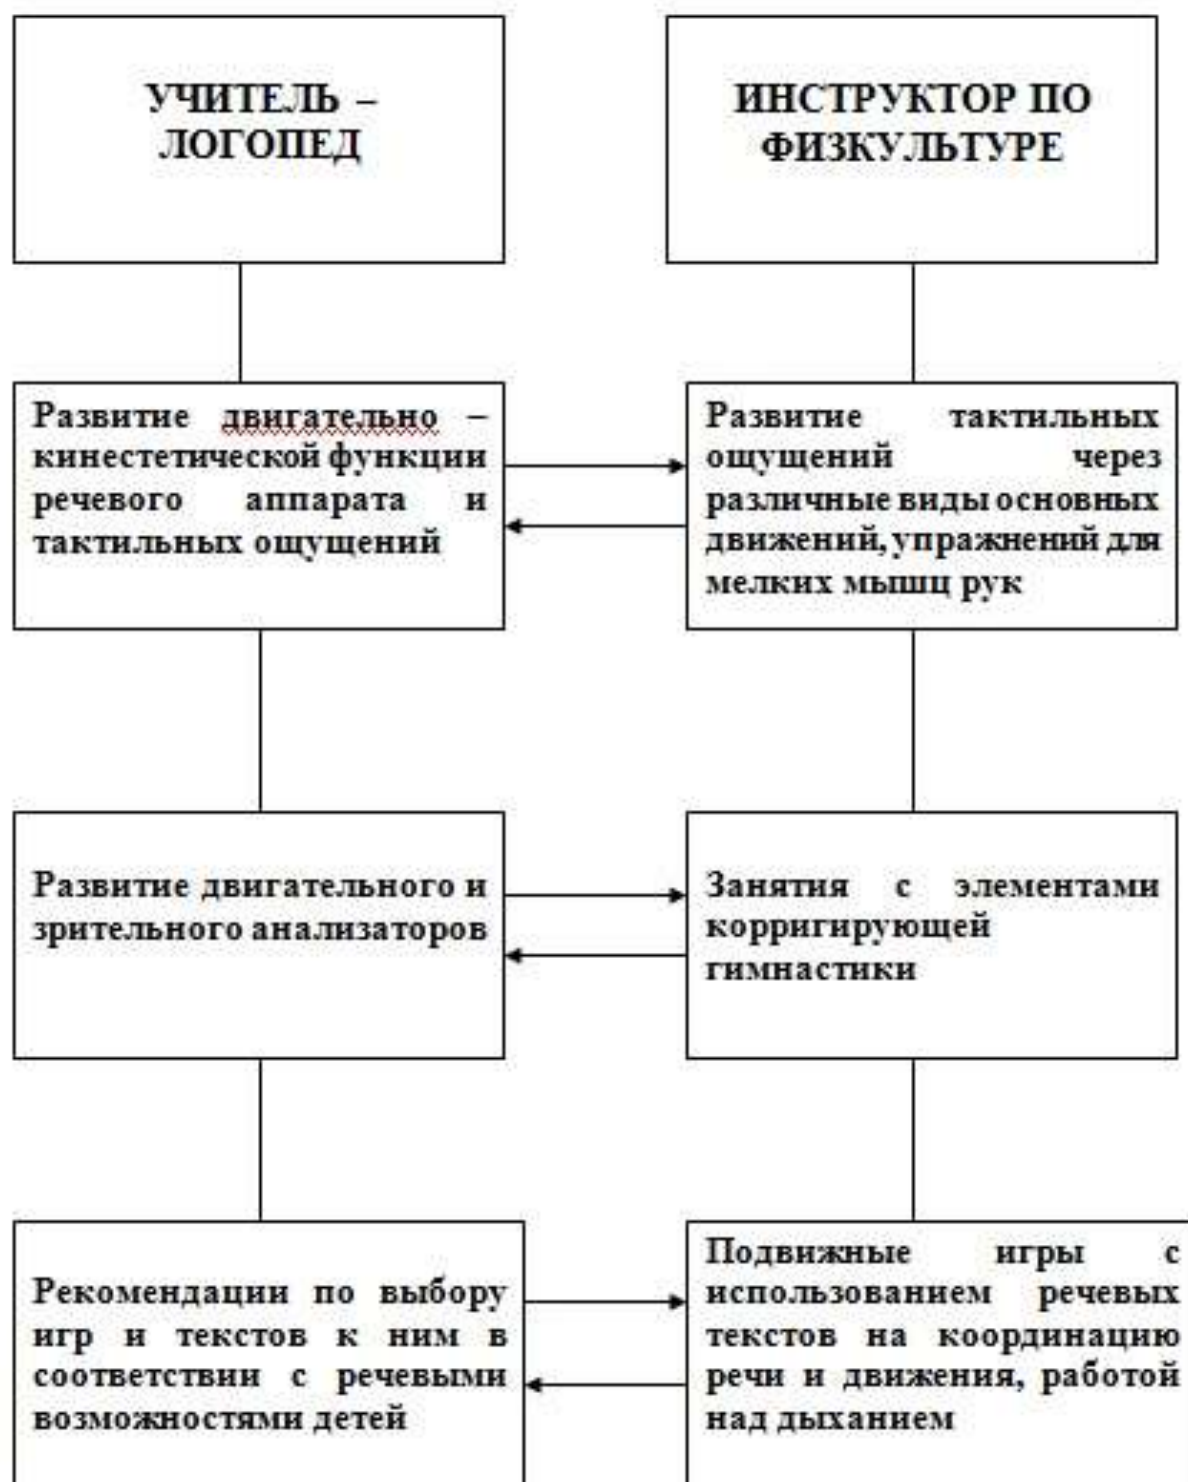 УЧИТЕЛЬ –
ЛОГОПЕД
ИНСТРУКТОР ПО
ФИЗКУЛЬТУРЕ
Развитие двигательно –
кинестетической функции
речевого аппарата и
тактильных ощущений
Развитие тактильных
ощущений через
различные виды основных
движений, упражнений для
мелких мышц рук
Развитие двигательного и
зрительного анализаторов
Занятия с элементами
корригирующей
гимнастики
Рекомендации по выбору
игр и текстов к ним в
соответствии с речевыми
возможностями детей
Подвижные игры с
использованием речевых
текстов на координацию
речи и движения, работой
над дыханием